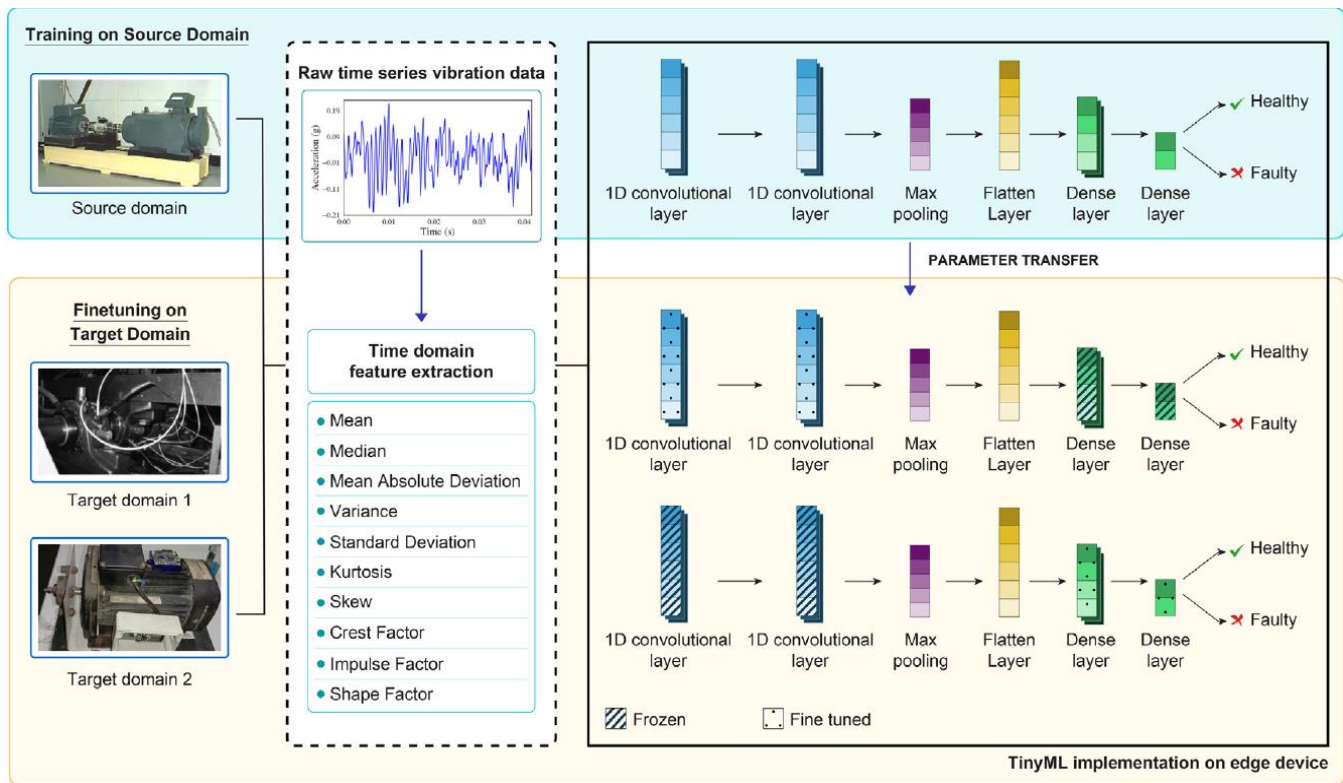 Training on Source Domain
Source domain
Raw time series vibration data
Acceleration (g)
0.19
0.09
-0.01
-0.11
-0.21
0.00
0.01
0.02
0.03
0.04
Time (s)
1D convolutional
layer
1D convolutional
layer
Max
pooling
Flatten
Layer
Dense
layer
Dense
layer
Healthy
Faulty
PARAMETER TRANSFER
Finetuning on
Target Domain
Target domain 1
Target domain 2
Time domain
feature extraction
Mean
Median
Mean Absolute Deviation
Variance
Standard Deviation
Kurtosis
Skew
Crest Factor
Impulse Factor
Shape Factor
1D convolutional
layer
1D convolutional
layer
Max
pooling
Flatten
Layer
Dense
layer
Dense
layer
Healthy
Faulty
1D convolutional
layer
1D convolutional
layer
Max
pooling
Flatten
Layer
Dense
layer
Dense
layer
Healthy
Faulty
Frozen
Fine tuned
TinyML implementation on edge device